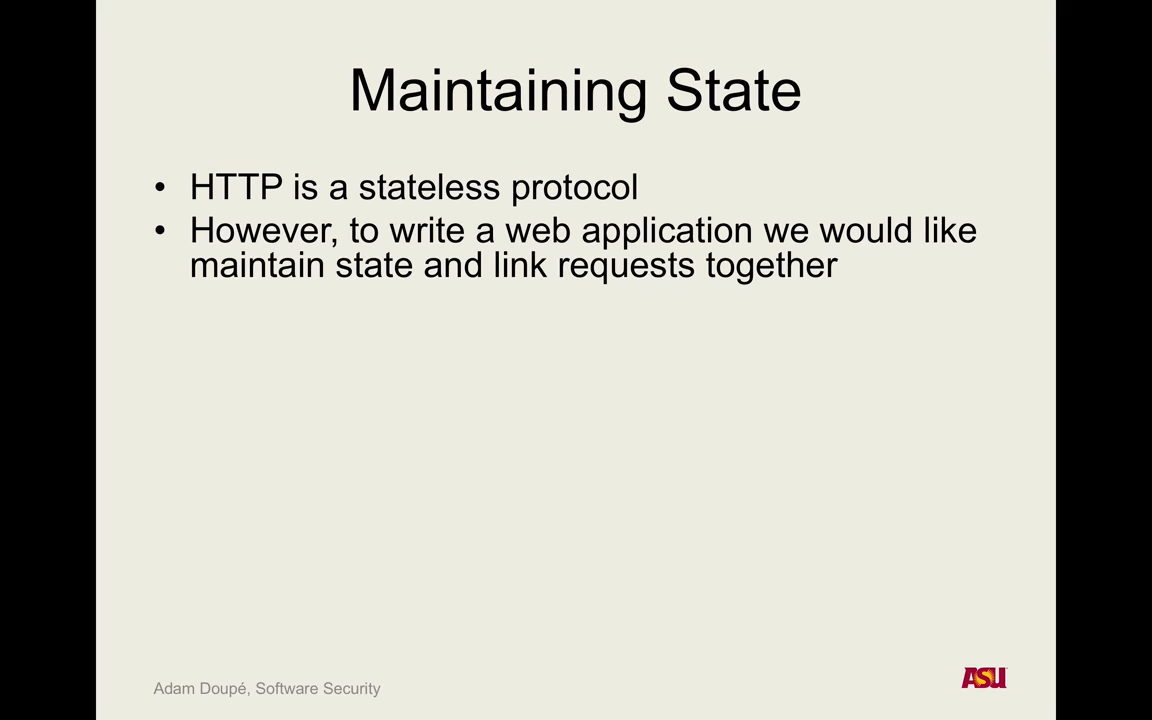 Maintaining State
• HTTP is a stateless protocol
• However, to write a web application we would like
maintain state and link requests together
Adam Doupé, Software Security
ASU